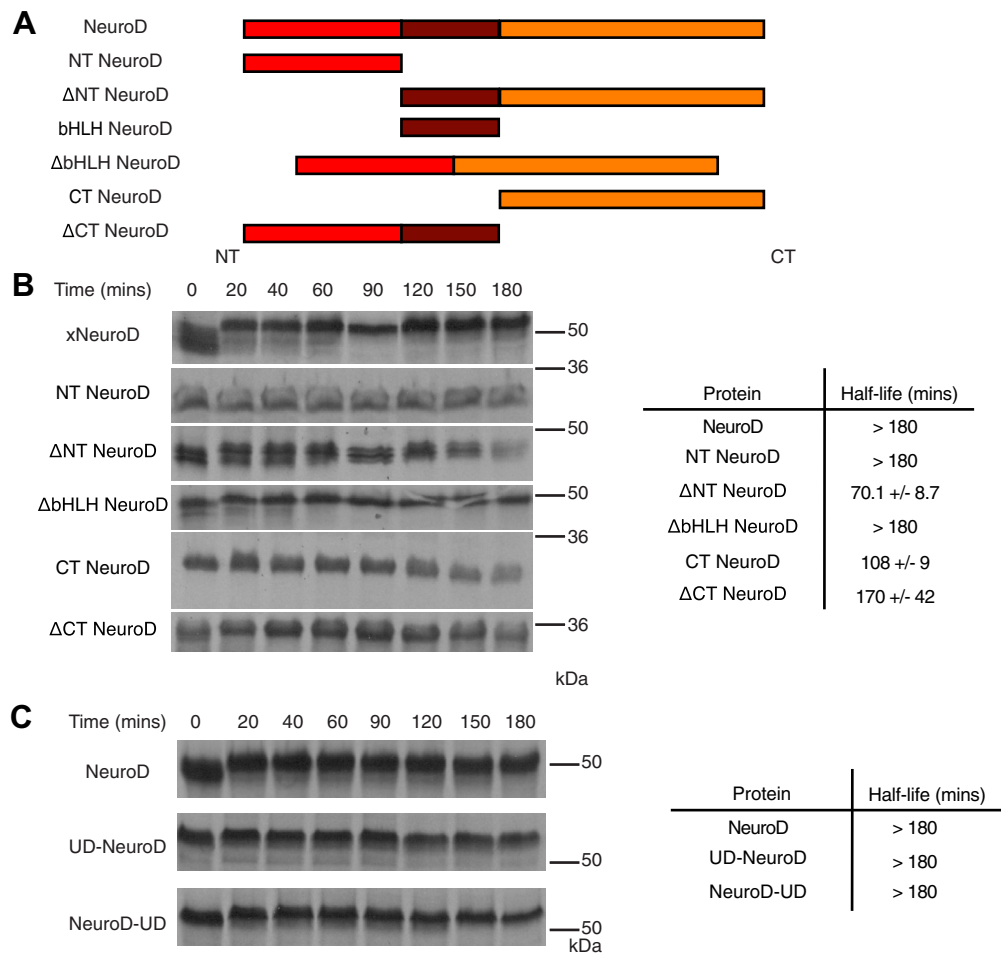 A
NeuroD
NT NeuroD
ΔNT NeuroD
bHLH NeuroD
ΔbHLH NeuroD
CT NeuroD
ΔCT NeuroD
NT CT
B Time (mins) 0 20 40 60 90 120 150 180
xNeuroD 50
36
NT NeuroD
50
ΔNT NeuroD
ΔbHLH NeuroD 50
36
CT NeuroD
ΔCT NeuroD 36
kDa
Protein Half-life (mins)
NeuroD > 180
NT NeuroD > 180
ΔNT NeuroD 70.1 +/- 8.7
ΔbHLH NeuroD > 180
CT NeuroD 108 +/- 9
ΔCT NeuroD 170 +/- 42
C Time (mins) 0 20 40 60 90 120 150 180
NeuroD 50
UD-NeuroD 50
NeuroD-UD 50
kDa
Protein Half-life (mins)
NeuroD > 180
UD-NeuroD > 180
NeuroD-UD > 180